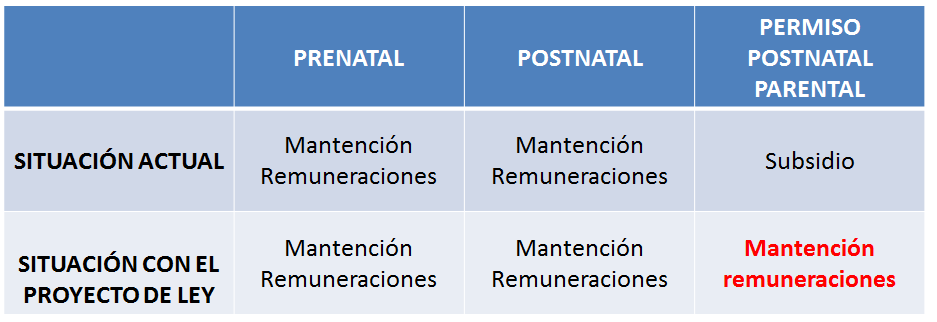 PRENATAL
POSTNATAL
PERMISO
POSTNATAL
PARENTAL
SITUACIÓN ACTUAL
Mantención
Remuneraciones
Mantención
Remuneraciones
Subsidio
SITUACIÓN CON EL
PROYECTO DE LEY
Mantención
Remuneraciones
Mantención
Remuneraciones
Mantención
remuneraciones